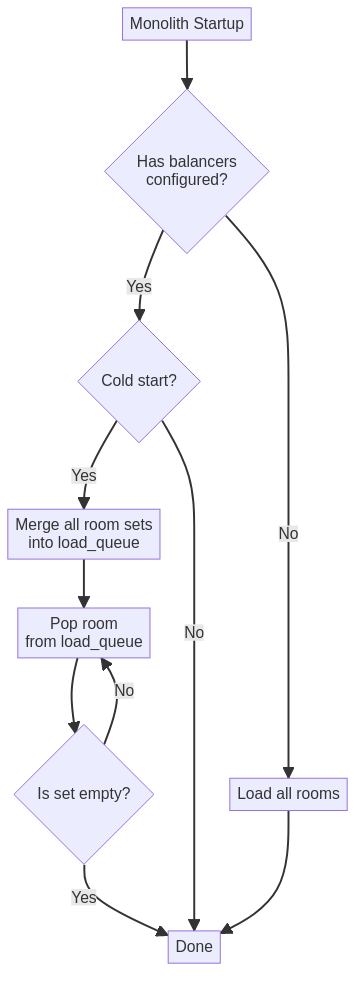 Monolith Startup
Has balancers
configured?
Yes
Cold start?
Yes
Merge all room sets
into load_queue
No
Pop room
from load_queue
No
No
Is set empty?
Load all rooms
Yes
Done